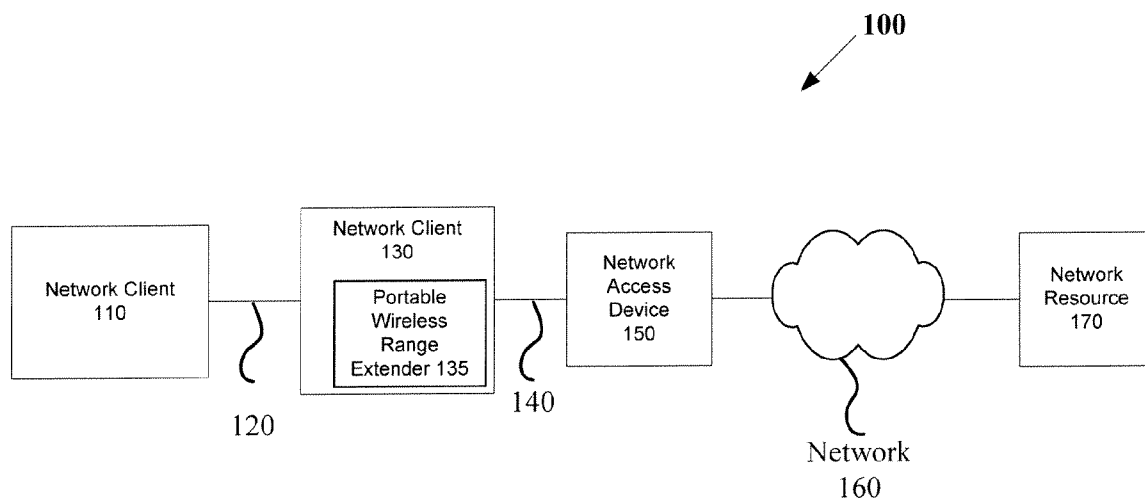 100
Network Client
110
120
Network Client
130
Portable
Wireless
Range
Extender 135
140
Network
Access
Device
150
Network
160
Network
Resource
170